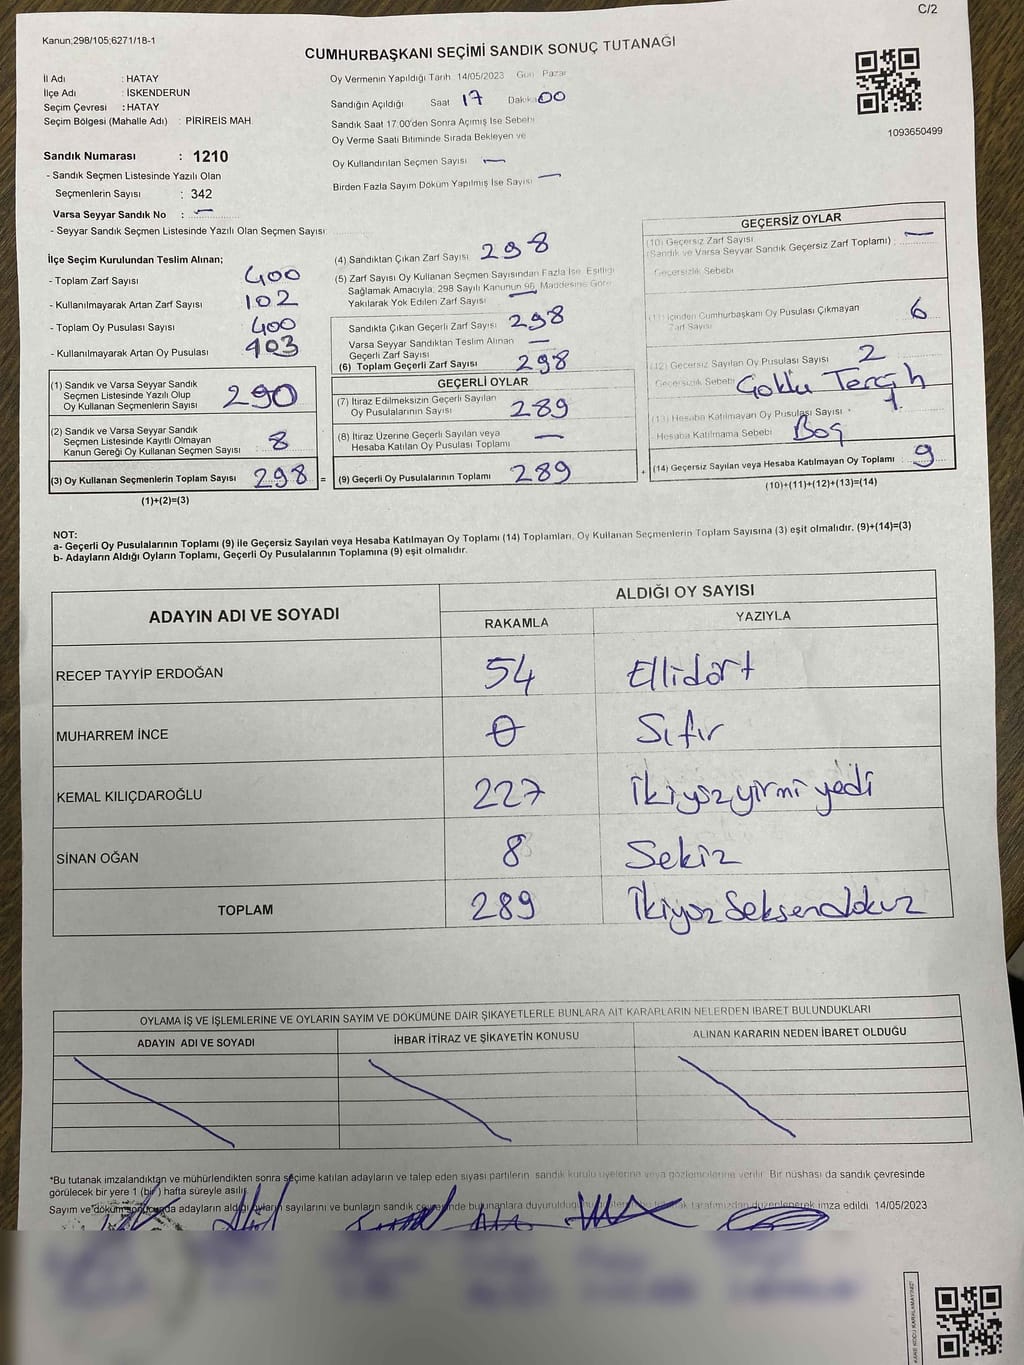 C/2
Kanun;298/105;6271/18-1
CUMHURBAŞKANI SEÇİMİ SANDIK SONUÇ TUTANAĞI
İl Adı : HATAY
İlçe Adı : İSKENDERUN
Seçim Çevresi : HATAY
Seçim Bölgesi (Mahalle Adı) : PİRİREİS MAH.
Oy Vermenin Yapıldığı Tarih 14/05/2023 Gün Pazar
Sandığın Açıldığı Saat 17 Dakika 00
Sandık Saat 17:00'den Sonra Açımış İse Sebebi
Oy Verme Saati Bitiminde Sırada Bekleyen ve
Oy Kullandırılan Seçmen Sayısı —
Birden Fazla Sayım Döküm Yapılmış İse Sayısı —
1093650499
Sandık Numarası : 1210
- Sandık Seçmen Listesinde Yazılı Olan
Seçmenlerin Sayısı : 342
Varsa Seyyar Sandık No : —
- Seyyar Sandık Seçmen Listesinde Yazılı Olan Seçmen Sayısı
İlçe Seçim Kurulundan Teslim Alınan;
- Toplam Zarf Sayısı 400
- Kullanılmayarak Artan Zarf Sayısı 102
- Toplam Oy Pusulası Sayısı 400
- Kullanılmayarak Artan Oy Pusulası 103
(1) Sandık ve Varsa Seyyar Sandık
Seçmen Listesinde Yazılı Olup
Oy Kullanan Seçmenlerin Sayısı 290
(2) Sandık ve Varsa Seyyar Sandık
Seçmen Listesinde Kayıtlı Olmayan
Kanun Gereği Oy Kullanan Seçmen Sayısı 8
(3) Oy Kullanan Seçmenlerin Toplam Sayısı 298 =
(1)+(2)=(3)
(4) Sandıktan Çıkan Zarf Sayısı 298
(5) Zarf Sayısı Oy Kullanan Seçmen Sayısından Fazla İse, Eşitliği
Sağlamak Amacıyla, 298 Sayılı Kanunun 98. Maddesine Göre
Yakılarak Yok Edilen Zarf Sayısı —
Sandıkta Çıkan Geçerli Zarf Sayısı 298
Varsa Seyyar Sandıktan Teslim Alınan
Geçerli Zarf Sayısı —
(6) Toplam Geçerli Zarf Sayısı 298
GEÇERLİ OYLAR
(7) İtiraz Edilmeksizin Geçerli Sayılan
Oy Pusulalarının Sayısı 289
(8) İtiraz Üzerine Geçerli Sayılan veya
Hesaba Katılan Oy Pusulası Toplamı —
(9) Geçerli Oy Pusulalarının Toplamı 289 +
GEÇERSİZ OYLAR
(10) Geçersiz Zarf Sayısı —
(Sandık ve Varsa Seyyar Sandık Geçersiz Zarf Toplamı)
Geçersizlik Sebebi
(11) İçinden Cumhurbaşkanı Oy Pusulası Çıkmayan
Zarf Sayısı 6
(12) Geçersiz Sayılan Oy Pusulası Sayısı 2
Geçersizlik Sebebi Çoklu Tercih
(13) Hesaba Katılmayan Oy Pusulası Sayısı 1
Hesaba Katılmama Sebebi Boş
(14) Geçersiz Sayılan veya Hesaba Katılmayan Oy Toplamı 9
(10)+(11)+(12)+(13)=(14)
NOT:
a- Geçerli Oy Pusulalarının Toplamı (9) ile Geçersiz Sayılan veya Hesaba Katılmayan Oy Toplamı (14) Toplamları, Oy Kullanan Seçmenlerin Toplam Sayısına (3) eşit olmalıdır. (9)+(14)=(3)
b- Adayların Aldığı Oyların Toplamı, Geçerli Oy Pusulalarının Toplamına (9) eşit olmalıdır.
ADAYIN ADI VE SOYADI
ALDIĞI OY SAYISI
RAKAMLA YAZIYLA
RECEP TAYYİP ERDOĞAN 54 Ellidört
MUHARREM İNCE 0 Sıfır
KEMAL KILIÇDAROĞLU 227 İkiyüzyirmi yedi
SİNAN OĞAN 8 Sekiz
TOPLAM 289 İkiyüz Seksendokuz
OYLAMA İŞ VE İŞLEMLERİNE VE OYLARIN SAYIM VE DÖKÜMÜNE DAİR ŞİKAYETLERLE BUNLARA AİT KARARLARIN NELERDEN İBARET BULUNDUKLARI
ADAYIN ADI VE SOYADI İHBAR İTİRAZ VE ŞİKAYETİN KONUSU ALINAN KARARIN NEDEN İBARET OLDUĞU
*Bu tutanak imzalandıktan ve mühürlendikten sonra seçime katılan adayların ve talep eden siyasi partilerin sandık kurulu üyelerine veya gözlemcilerine verilir. Bir nüshası da sandık çevresinde
görülecek bir yere 1 (bir) hafta süreyle asılır.
Sayım ve döküm sonucunda adayların aldığı oyların sayılarını ve bunların sandık çevresinde bulunanlara duyurulduğu tarafımızdan düzenlenerek imza edildi 14/05/2023
KARE KODU KARALAMAYINIZ!